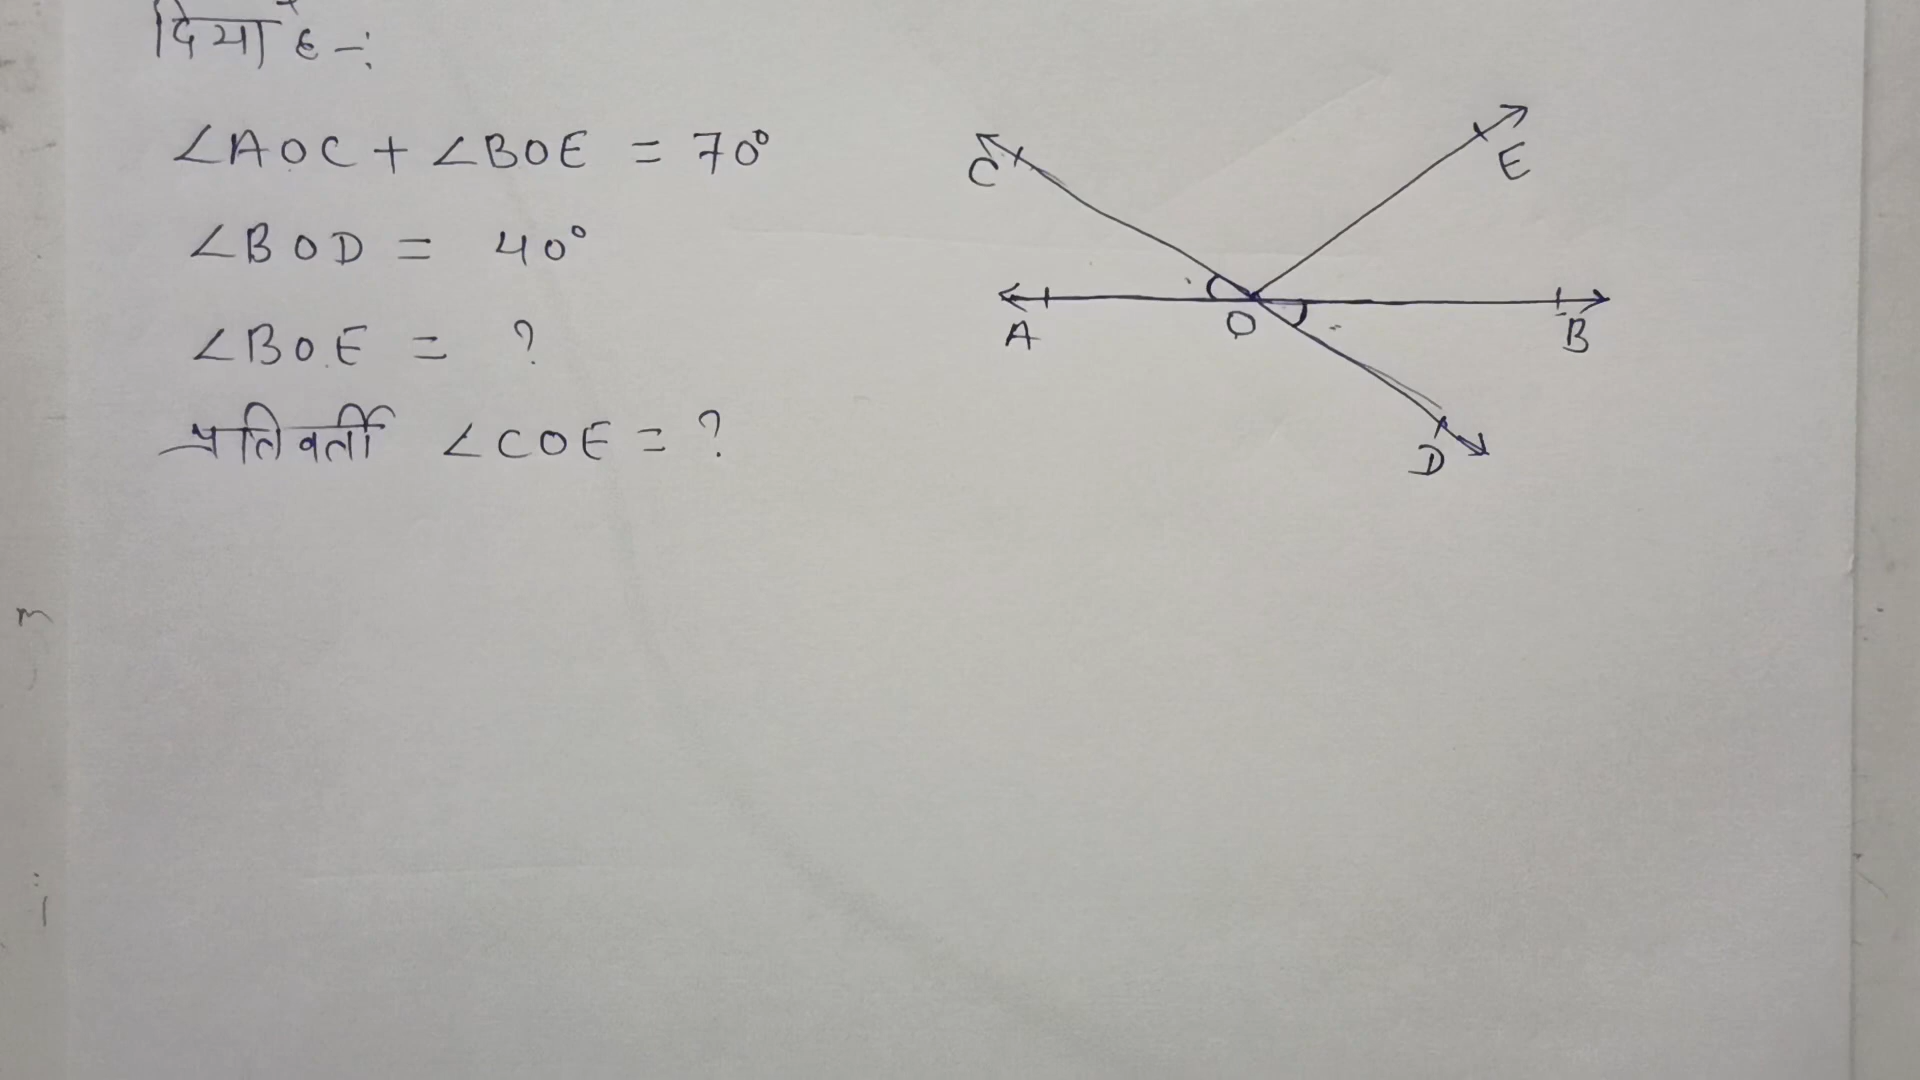 दिया है -:
∠AOC + ∠BOE = 70°
∠BOD = 40°
∠BOE = ?
प्रतिवर्ती ∠COE = ?
C
E
A
O
B
D